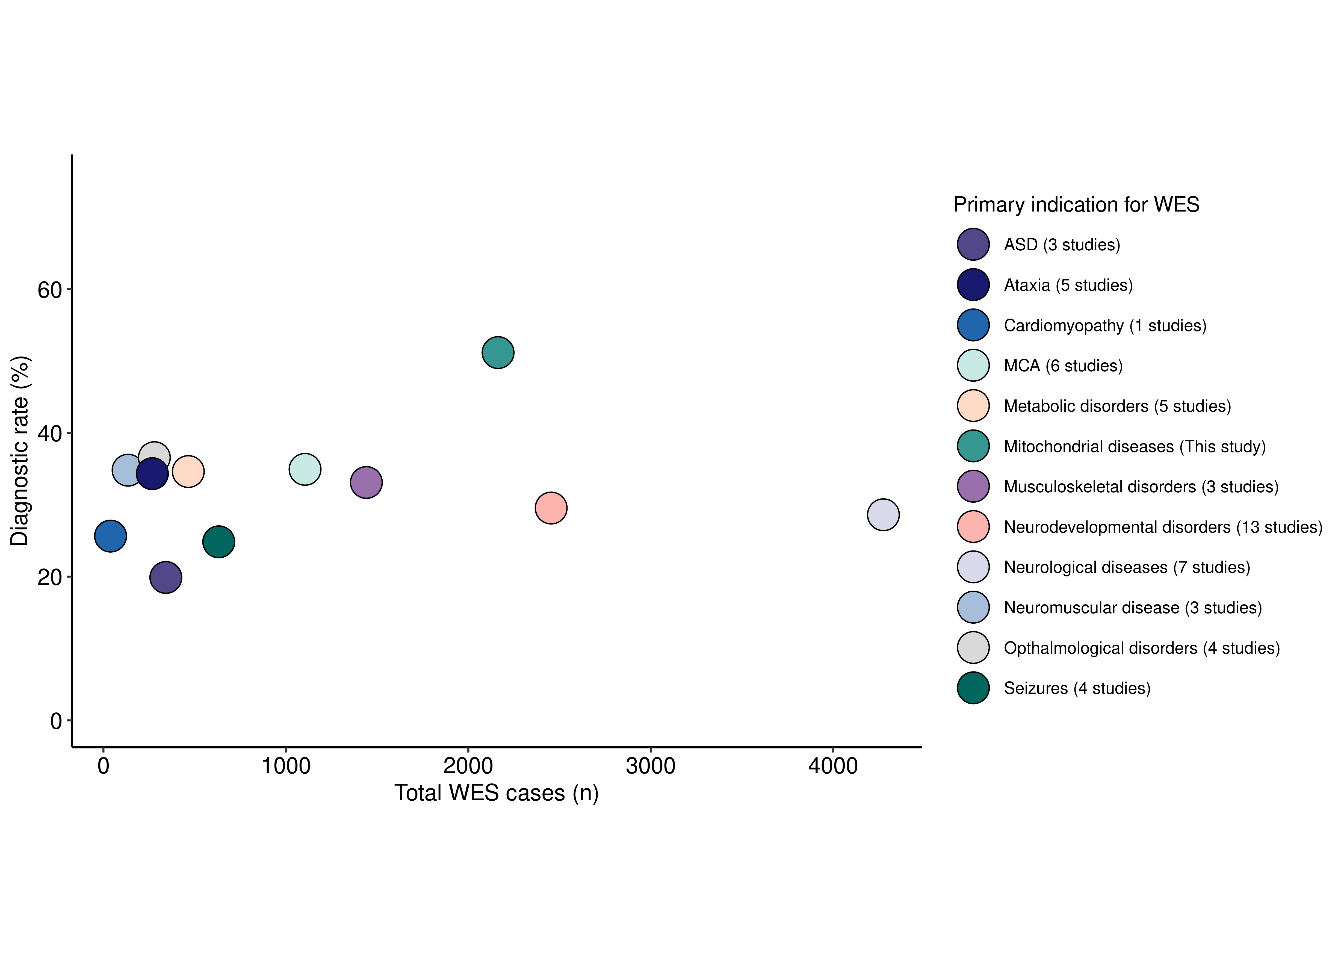 Primary indication for WES
ASD (3 studies)
Ataxia (5 studies)
Cardiomyopathy (1 studies)
MCA (6 studies)
Metabolic disorders (5 studies)
Mitochondrial diseases (This study)
Musculoskeletal disorders (3 studies)
Neurodevelopmental disorders (13 studies)
Neurological diseases (7 studies)
Neuromuscular disease (3 studies)
Opthalmological disorders (4 studies)
Seizures (4 studies)
Diagnostic rate (%)
60
40
20
0
0 1000 2000 3000 4000
Total WES cases (n)